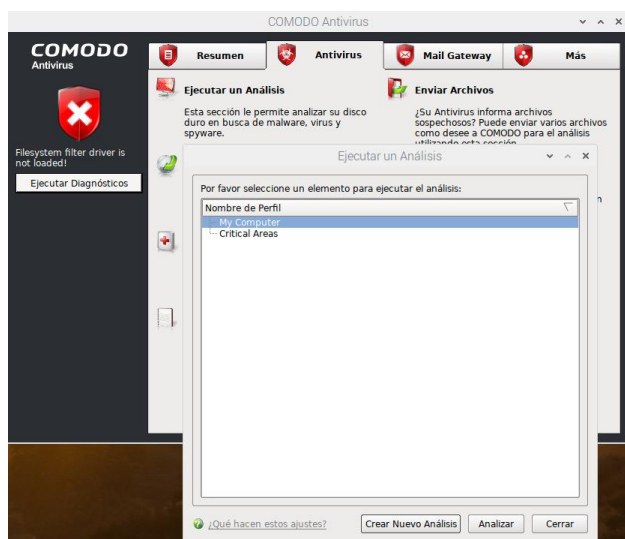 COMODO Antivirus
COMODO
Antivirus
Resumen
Antivirus
Mail Gateway
Más
Filesystem filter driver is
not loaded!
Ejecutar Diagnósticos
Ejecutar un Análisis
Esta sección le permite analizar su disco
duro en busca de malware, virus y
spyware.
Enviar Archivos
¿Su Antivirus informa archivos
sospechosos? Puede enviar varios archivos
como desee a COMODO para el análisis
utilizando esta sección
Ejecutar un Análisis
Por favor seleccione un elemento para ejecutar el análisis:
Nombre de Perfil
My Computer
Critical Areas
¿Qué hacen estos ajustes?
Crear Nuevo Análisis
Analizar
Cerrar